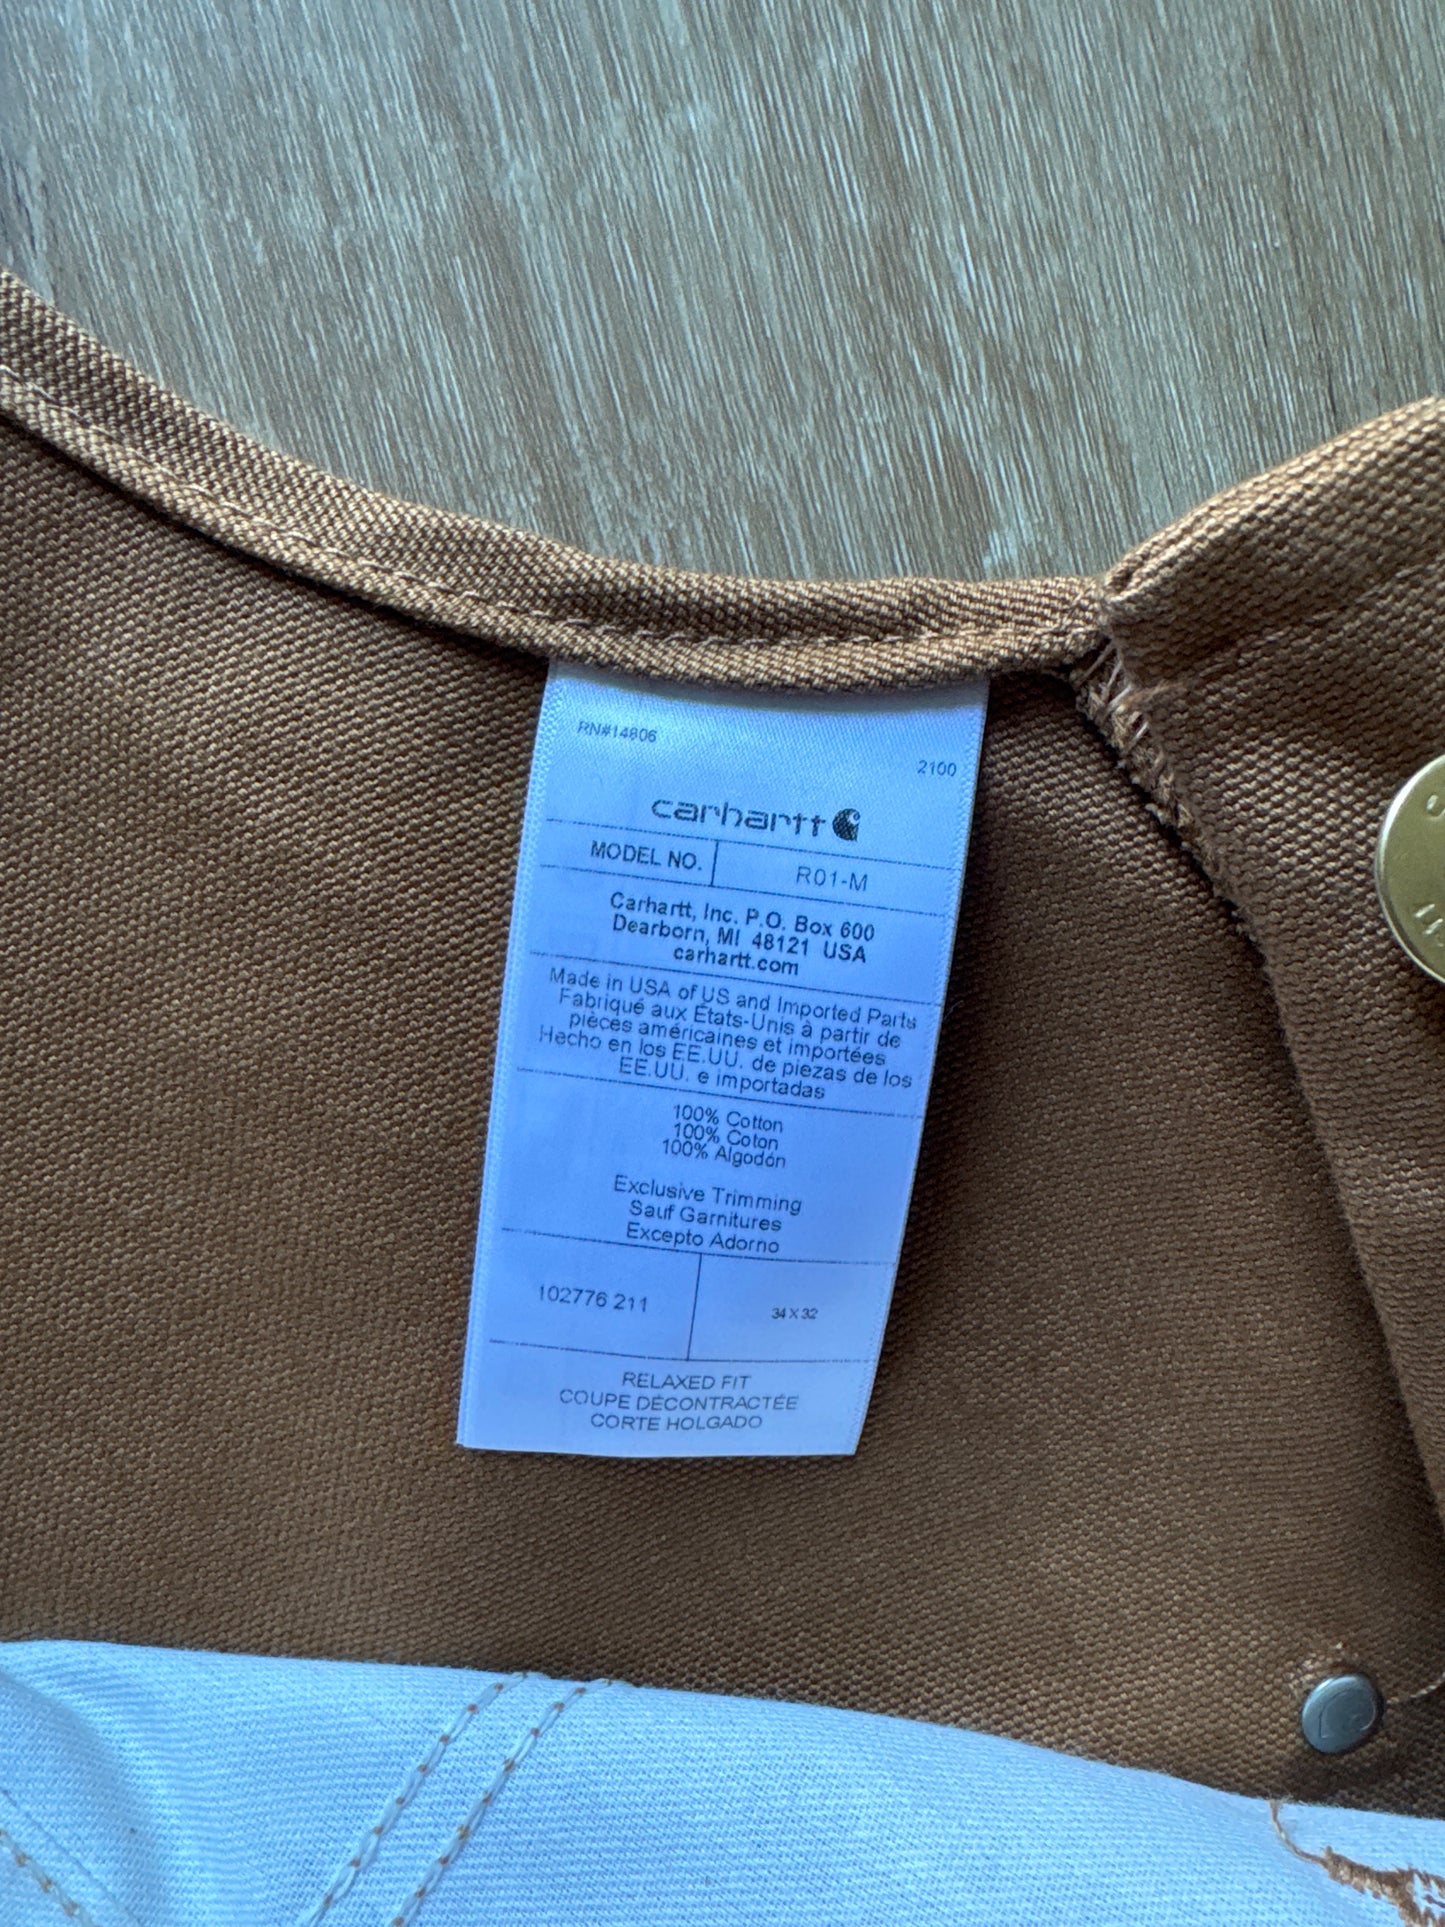 RN#14806
2100
carhartt
MODEL NO. R01-M
Carhartt, Inc. P.O. Box 600
Dearborn, MI 48121 USA
carhartt.com
Made in USA of US and Imported Parts
Fabriqué aux États-Unis à partir de
pièces américaines et importées
Hecho en los EE.UU. de piezas de los
EE.UU. e importadas
100% Cotton
100% Coton
100% Algodón
Exclusive Trimming
Sauf Garnitures
Excepto Adorno
102776 211 34 X 32
RELAXED FIT
COUPE DÉCONTRACTÉE
CORTE HOLGADO